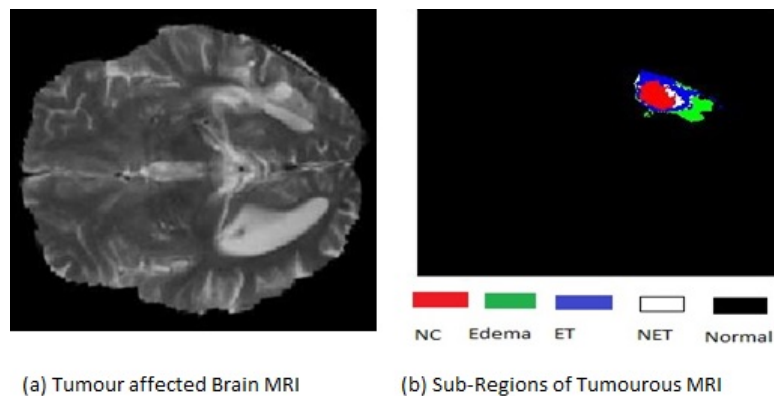 NC Edema ET NET Normal
(a) Tumour affected Brain MRI (b) Sub-Regions of Tumourous MRI